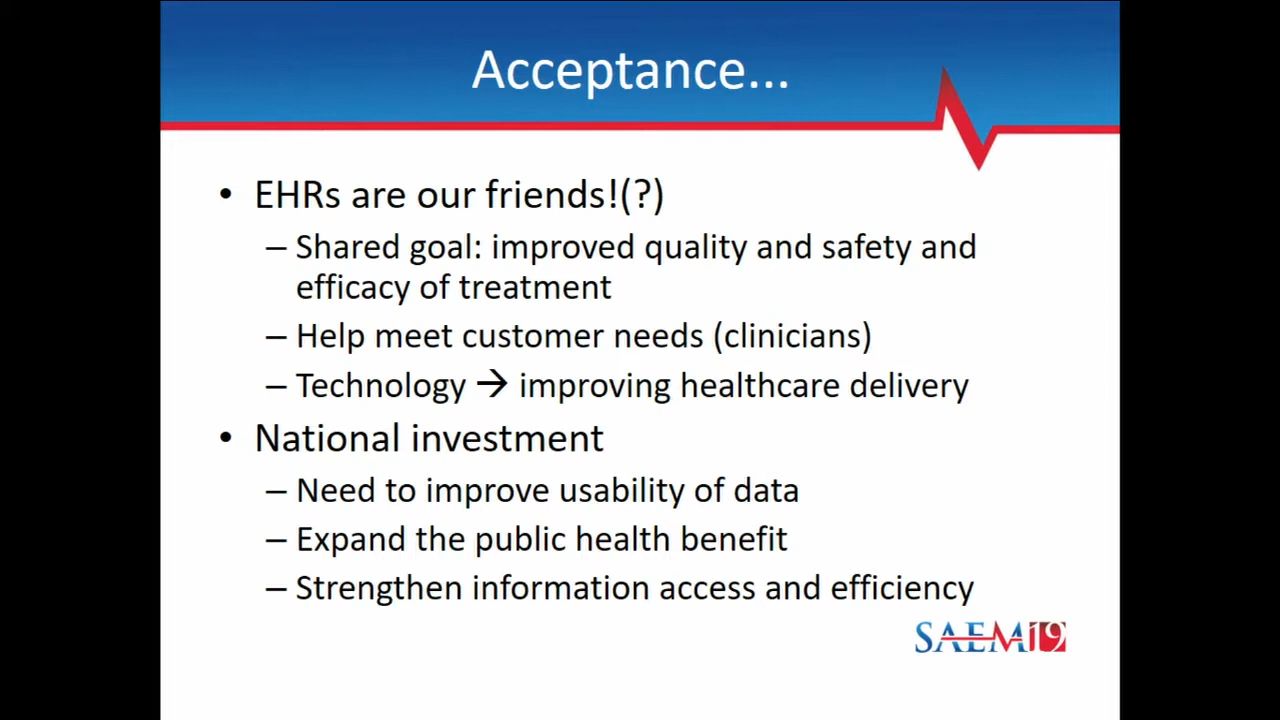 Acceptance...
• EHRs are our friends!(?)
– Shared goal: improved quality and safety and
efficacy of treatment
– Help meet customer needs (clinicians)
– Technology → improving healthcare delivery
• National investment
– Need to improve usability of data
– Expand the public health benefit
– Strengthen information access and efficiency
SAEM19